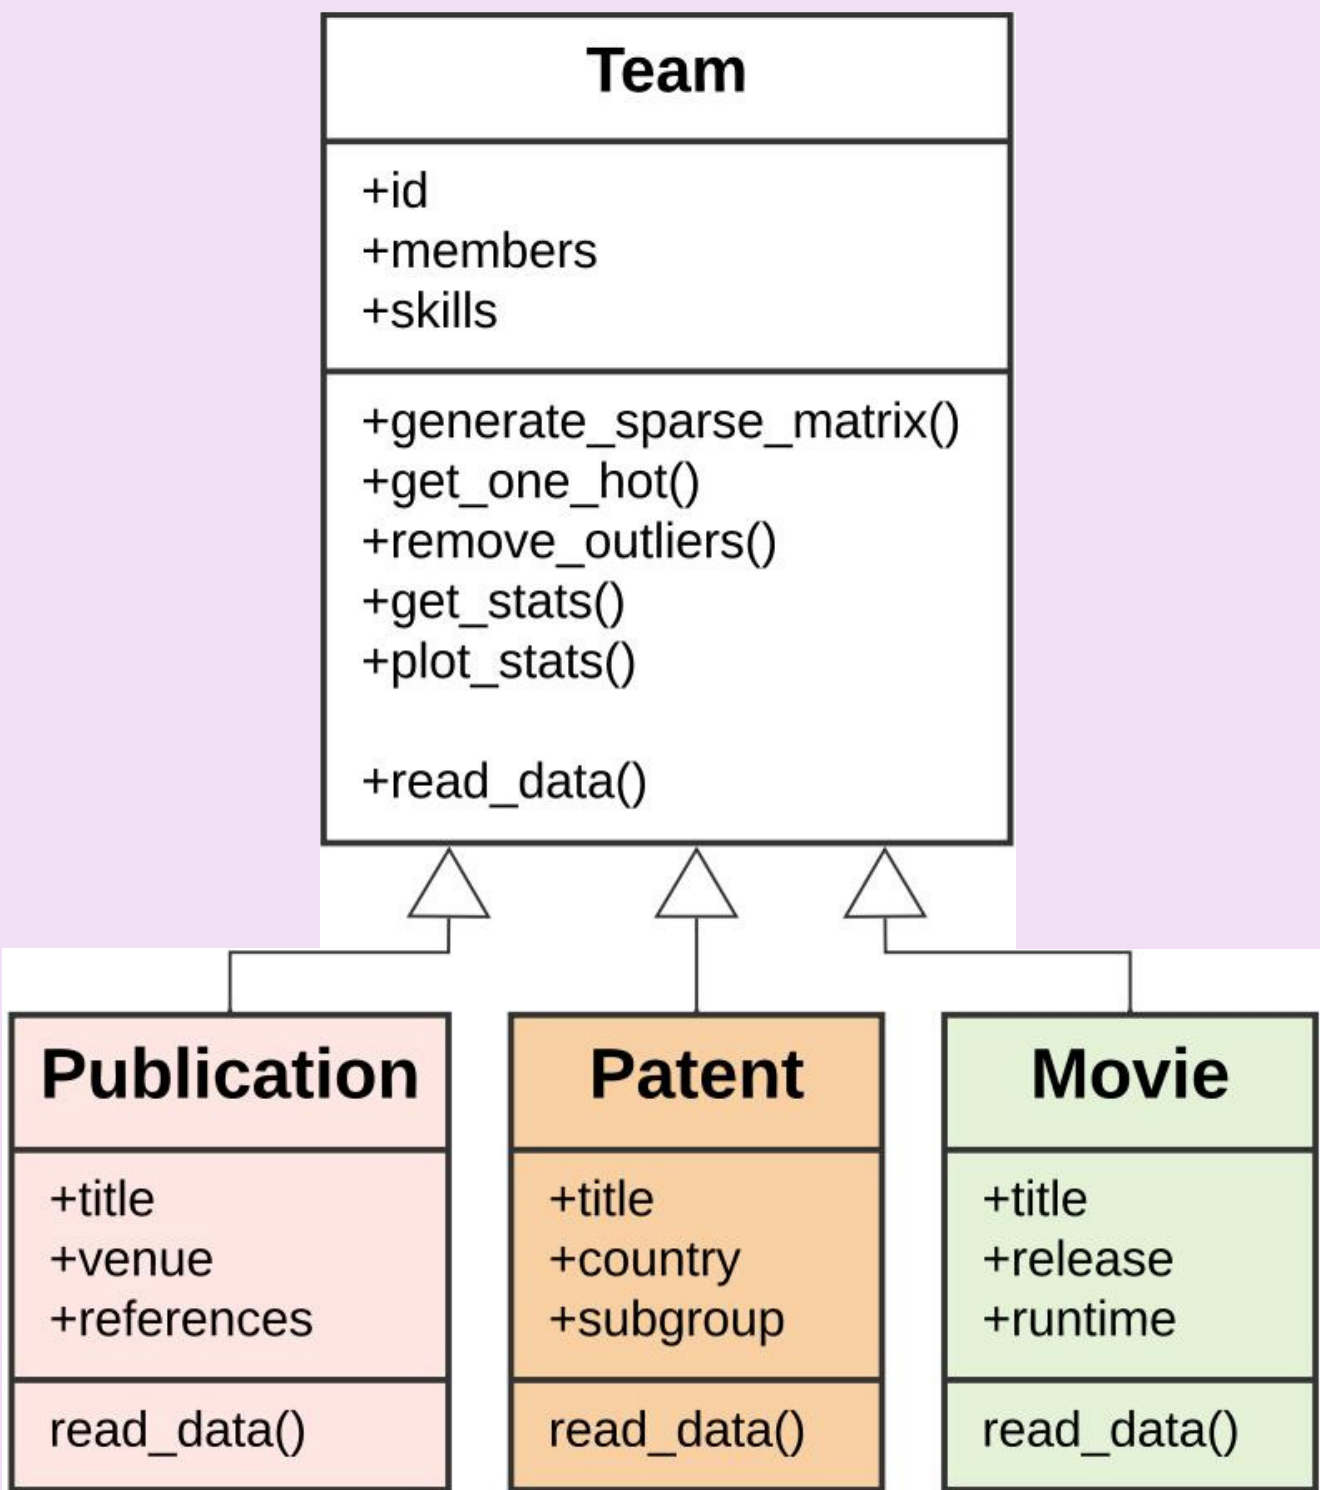 Team
+id
+members
+skills
+generate_sparse_matrix()
+get_one_hot()
+remove_outliers()
+get_stats()
+plot_stats()
+read_data()
Publication
+title
+venue
+references
read_data()
Patent
+title
+country
+subgroup
read_data()
Movie
+title
+release
+runtime
read_data()